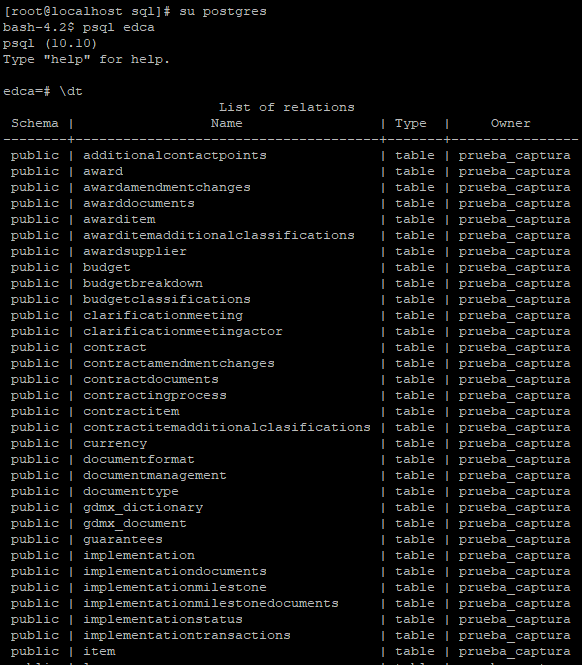 [root@localhost sql]# su postgres
bash-4.2$ psql edca
psql (10.10)
Type "help" for help.
edca=# \dt
List of relations
Schema | Name | Type | Owner
--------+--------------------------------------+-------+----------------
public | additionalcontactpoints | table | prueba_captura
public | award | table | prueba_captura
public | awardamendmentchanges | table | prueba_captura
public | awarddocuments | table | prueba_captura
public | awarditem | table | prueba_captura
public | awarditemadditionalclassifications | table | prueba_captura
public | awardsupplier | table | prueba_captura
public | budget | table | prueba_captura
public | budgetbreakdown | table | prueba_captura
public | budgetclassifications | table | prueba_captura
public | clarificationmeeting | table | prueba_captura
public | clarificationmeetingactor | table | prueba_captura
public | contract | table | prueba_captura
public | contractamendmentchanges | table | prueba_captura
public | contractdocuments | table | prueba_captura
public | contractingprocess | table | prueba_captura
public | contractitem | table | prueba_captura
public | contractitemadditionalclasifications | table | prueba_captura
public | currency | table | prueba_captura
public | documentformat | table | prueba_captura
public | documentmanagement | table | prueba_captura
public | documenttype | table | prueba_captura
public | gdmx_dictionary | table | prueba_captura
public | gdmx_document | table | prueba_captura
public | guarantees | table | prueba_captura
public | implementation | table | prueba_captura
public | implementationdocuments | table | prueba_captura
public | implementationmilestone | table | prueba_captura
public | implementationmilestonedocuments | table | prueba_captura
public | implementationstatus | table | prueba_captura
public | implementationtransactions | table | prueba_captura
public | item | table | prueba_captura